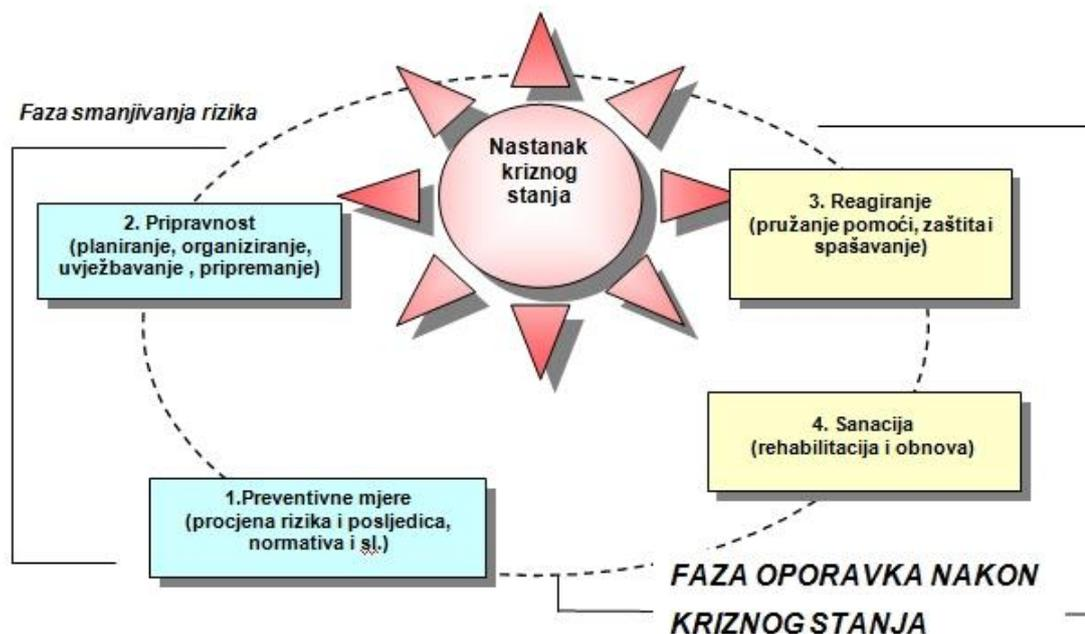 Faza smanjivanja rizika
Nastanak
kriznog
stanja
2. Pripravnost
(planiranje, organiziranje,
uvježbavanje , pripremanje)
3. Reagiranje
(pružanje pomoći, zaštita i
spašavanje)
4. Sanacija
(rehabilitacija i obnova)
1.Preventivne mjere
(procjena rizika i posljedica,
normativa i sl.)
FAZA OPORAVKA NAKON
KRIZNOG STANJA